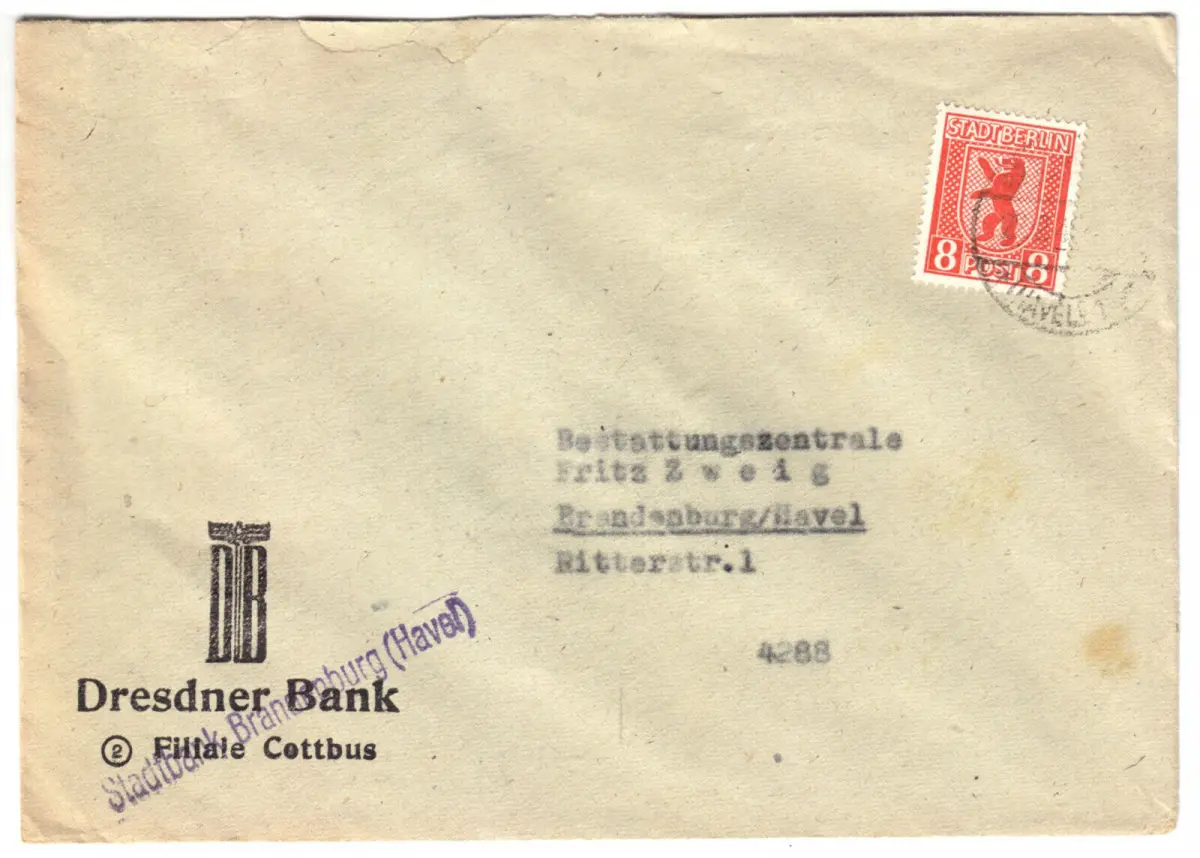 STADT BERLIN
8 POST 8
Bestattungszentrale
Fritz Z w e i g
Brandenburg/Havel
Ritterstr.1
4288
DB
Dresdner Bank
② Filiale Cottbus
Stadtbank Brandenburg (Havel)